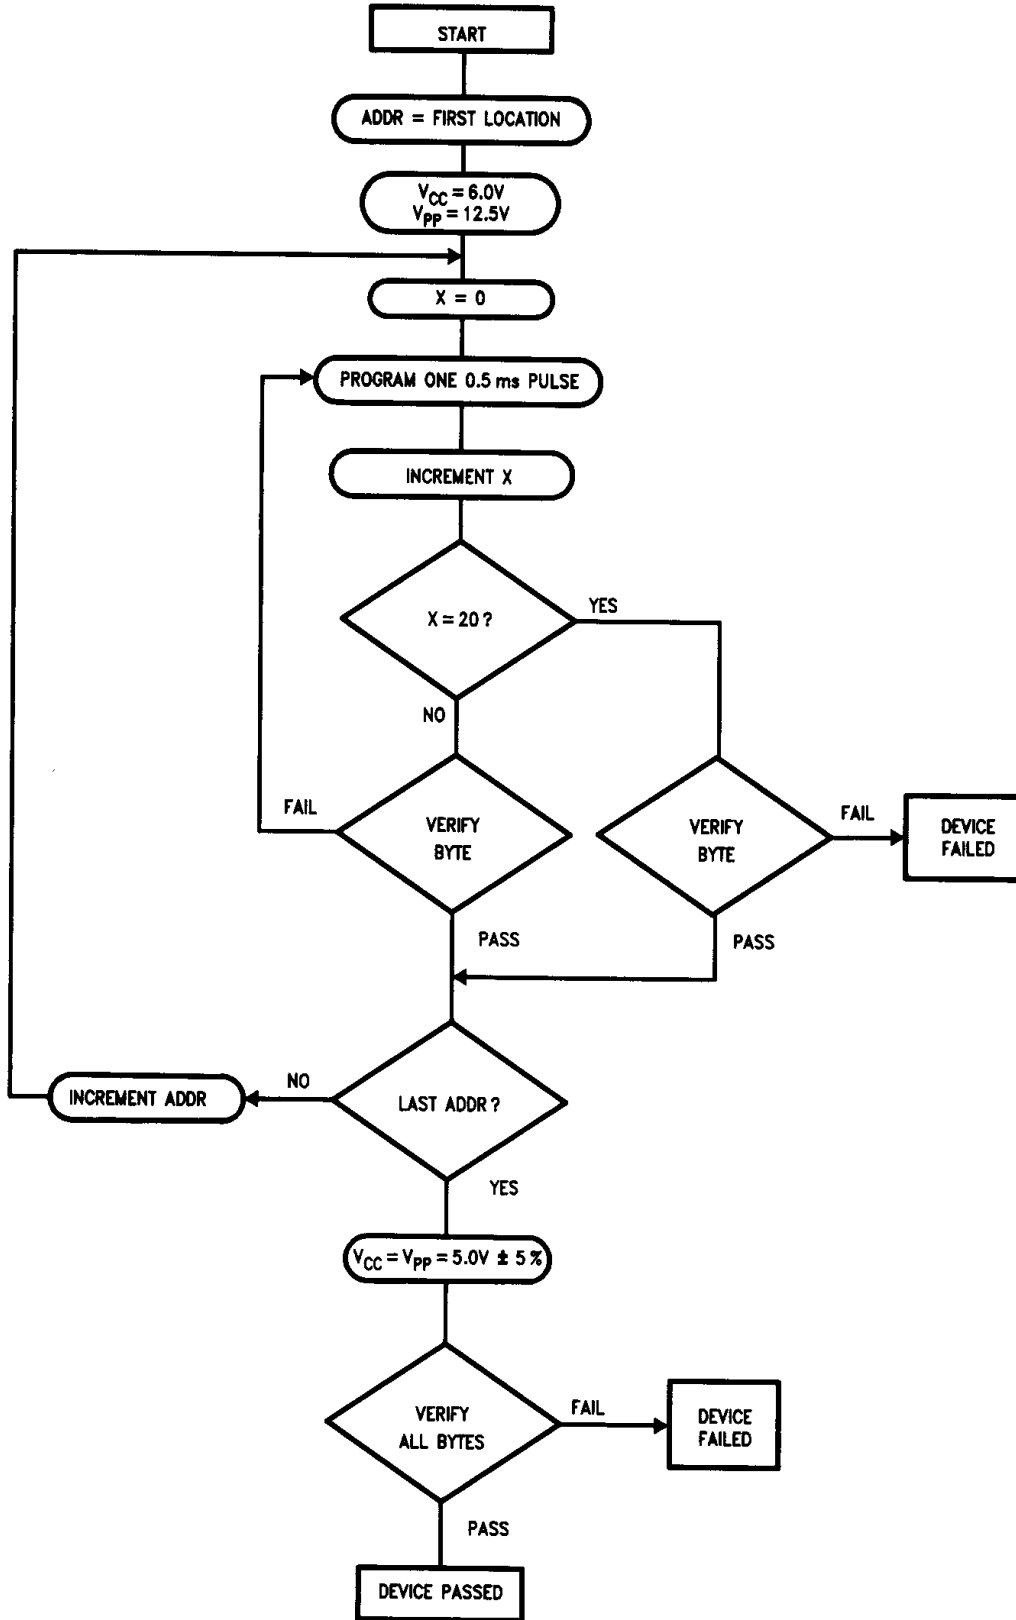 START
ADDR = FIRST LOCATION
VCC = 6.0V
VPP = 12.5V
X = 0
PROGRAM ONE 0.5 ms PULSE
INCREMENT X
X = 20 ?
YES
NO
FAIL
VERIFY
BYTE
VERIFY
BYTE
FAIL
DEVICE
FAILED
PASS
PASS
INCREMENT ADDR
NO
LAST ADDR ?
YES
VCC = VPP = 5.0V ± 5 %
VERIFY
ALL BYTES
FAIL
DEVICE
FAILED
PASS
DEVICE PASSED